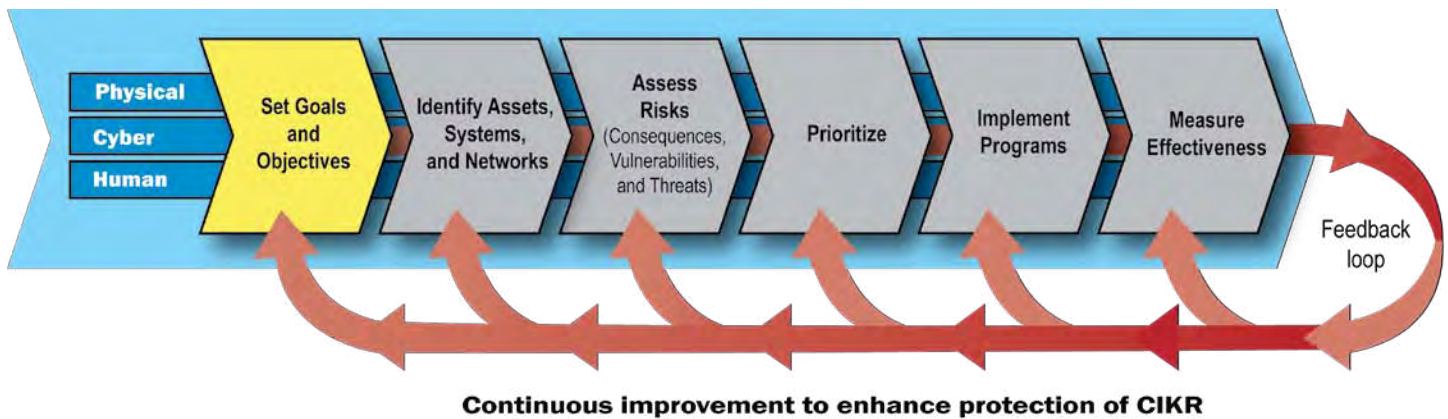 Physical
Cyber
Human
Set Goals
and
Objectives
Identify Assets,
Systems,
and Networks
Assess
Risks
(Consequences,
Vulnerabilities,
and Threats)
Prioritize
Implement
Programs
Measure
Effectiveness
Feedback
loop
Continuous improvement to enhance protection of CIKR